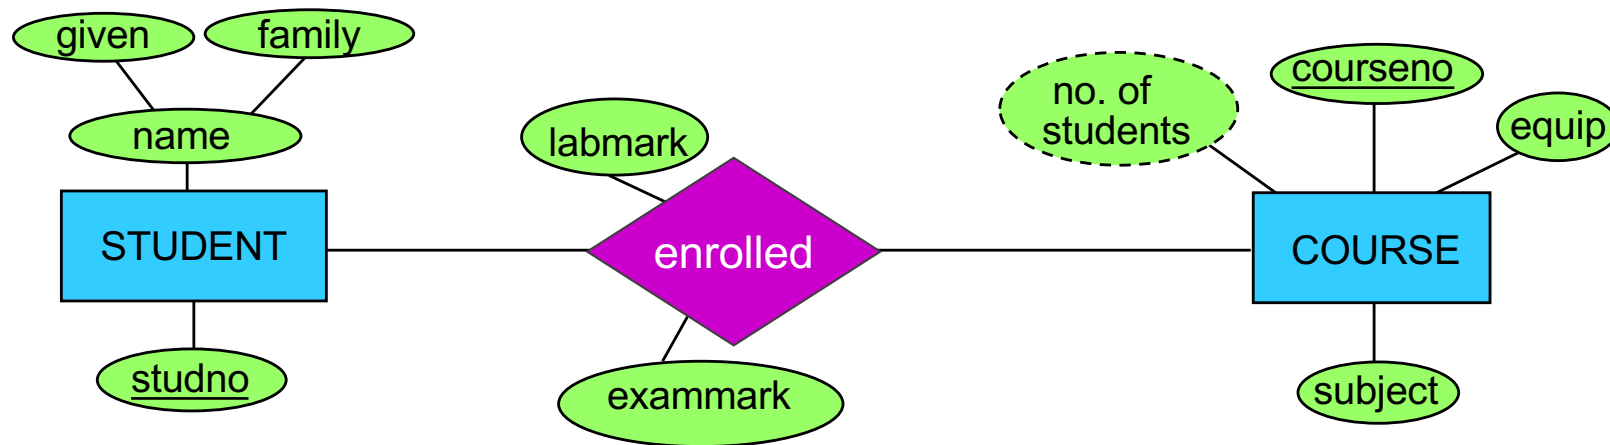 given
family
name
STUDENT
studno
labmark
enrolled
exammark
no. of
students
courseno
equip
COURSE
subject